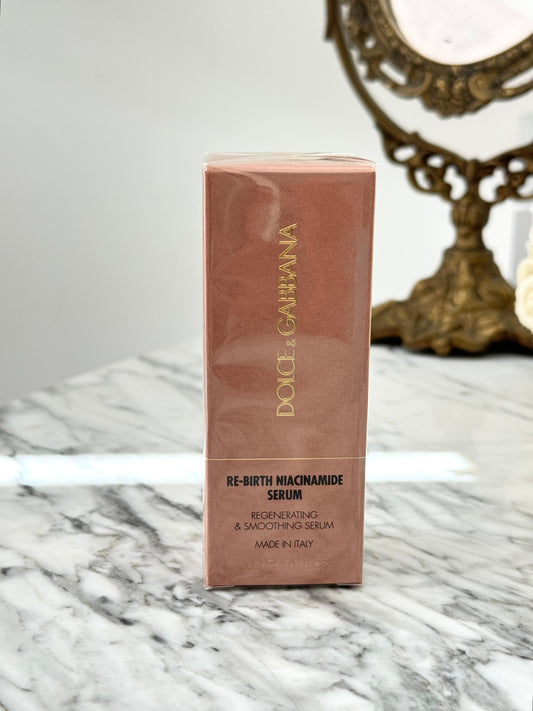 DOLCE & GABBANA
RE-BIRTH NIACINAMIDE
SERUM
REGENERATING
& SMOOTHING SERUM
MADE IN ITALY